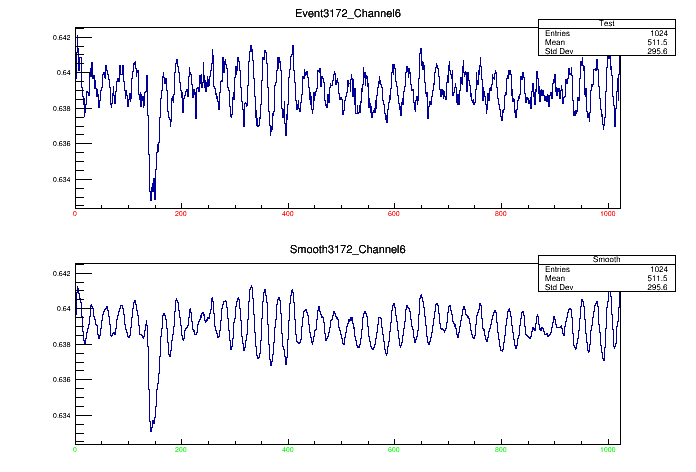 Event3172_Channel6
Test
Entries 1024
Mean 511.5
Std Dev 295.6
0.642
0.64
0.638
0.636
0.634
0 200 400 600 800 1000
Smooth3172_Channel6
Smooth
Entries 1024
Mean 511.5
Std Dev 295.6
0.642
0.64
0.638
0.636
0.634
0 200 400 600 800 1000